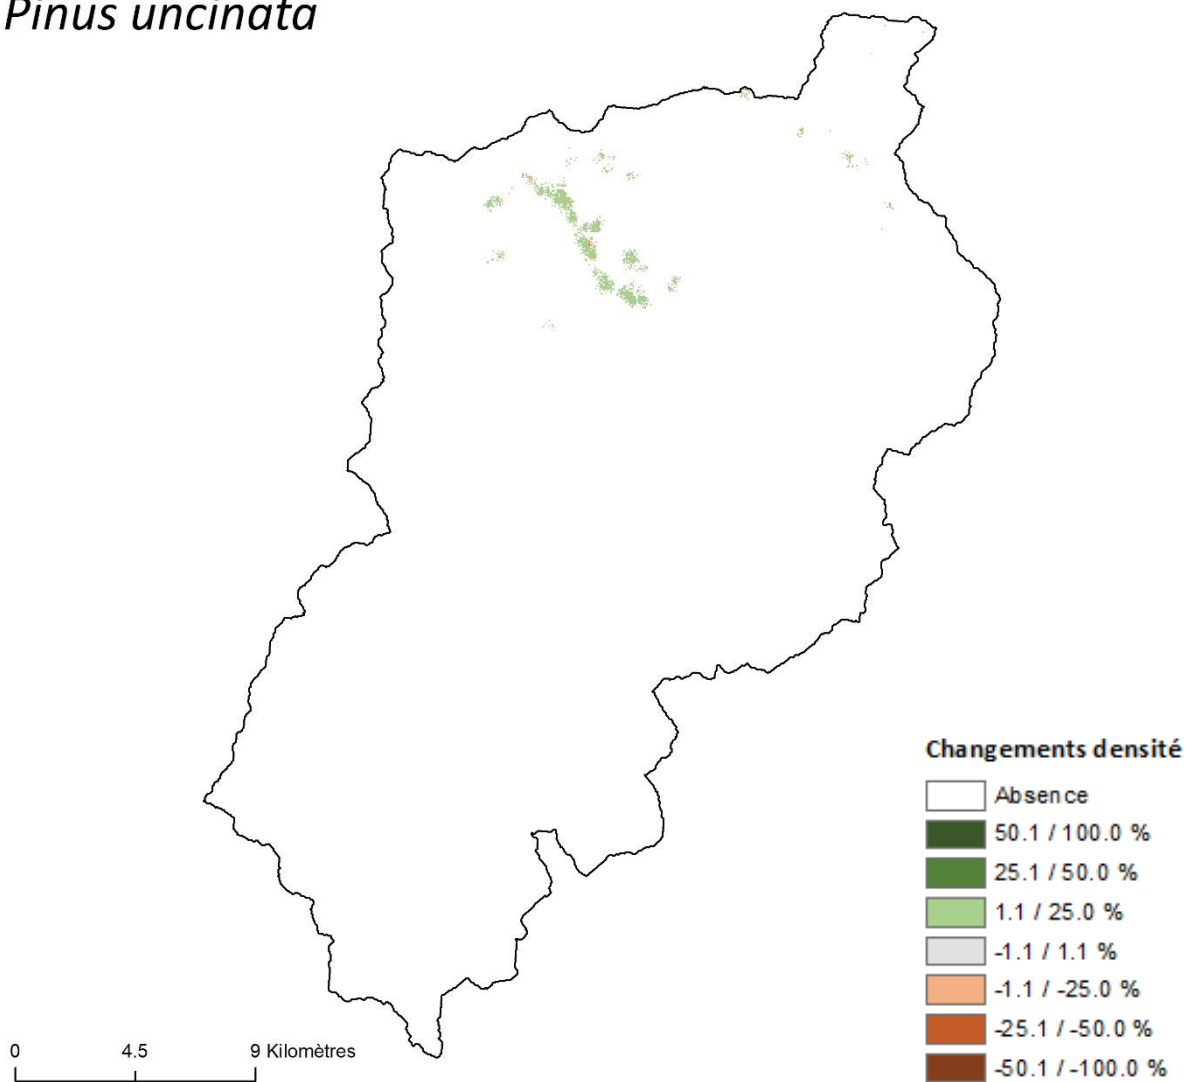 Pinus uncinata
Changements densité
Absence
50.1 / 100.0 %
25.1 / 50.0 %
1.1 / 25.0 %
-1.1 / 1.1 %
-1.1 / -25.0 %
-25.1 / -50.0 %
-50.1 / -100.0 %
0 4.5 9 Kilomètres